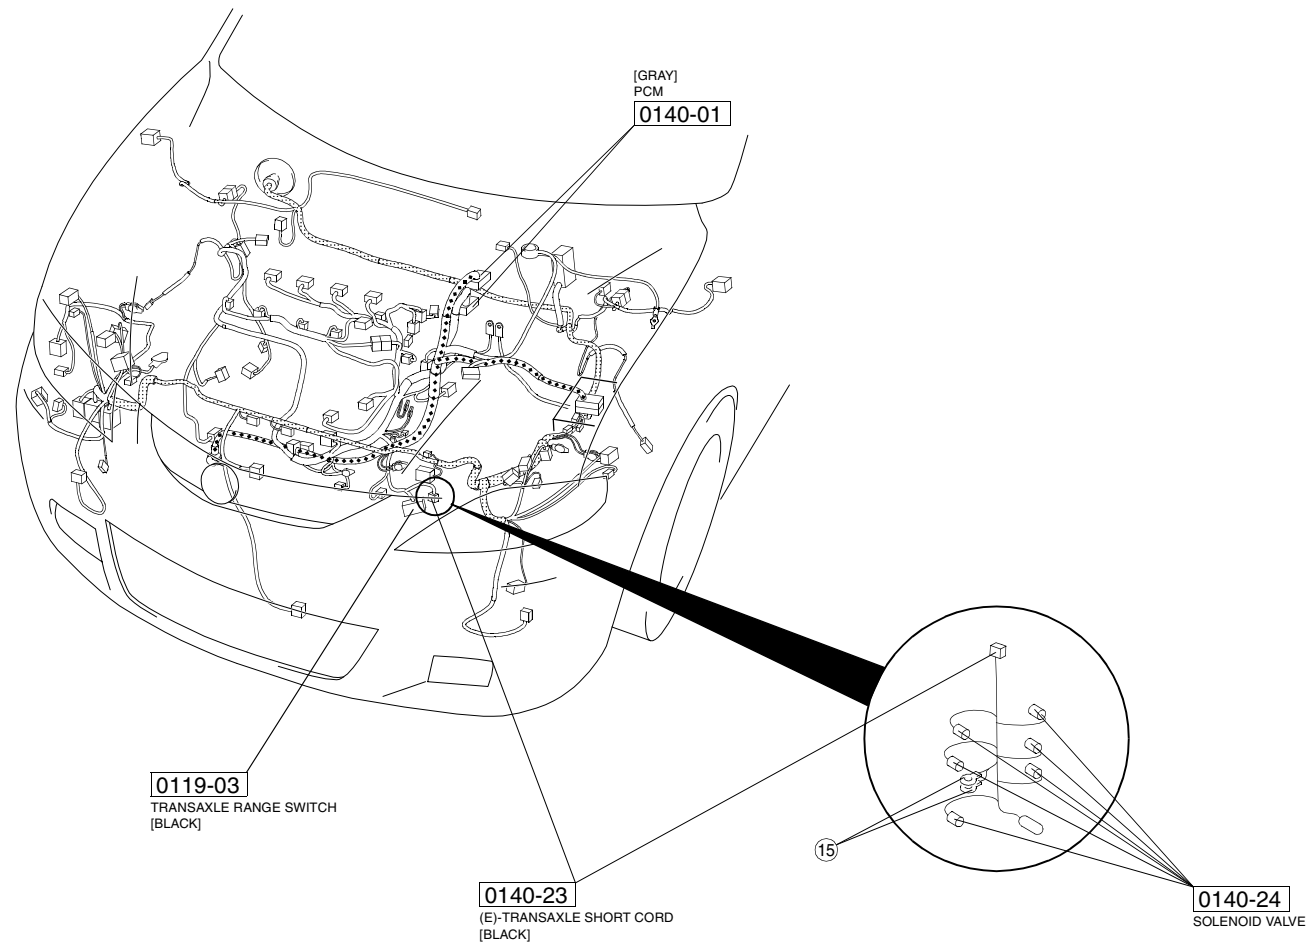 [GRAY]
PCM
0140-01
0119-03
TRANSAXLE RANGE SWITCH
[BLACK]
15
0140-23
(E)-TRANSAXLE SHORT CORD
[BLACK]
0140-24
SOLENOID VALVE